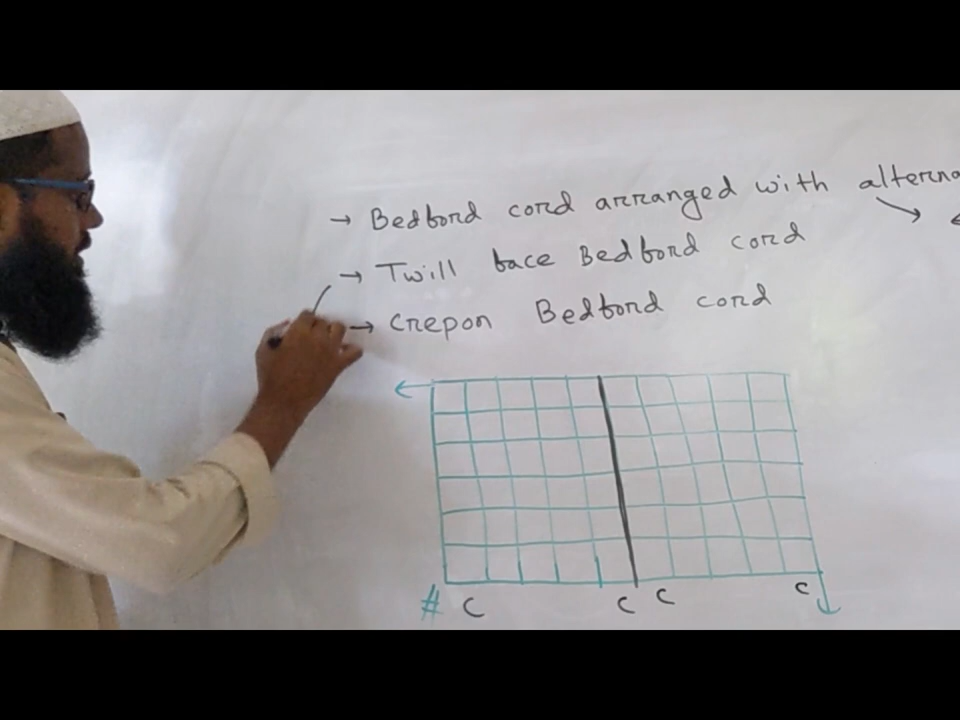 → Bedford cord arranged with alterna
→ Twill face Bedford cord
→ Crepon Bedford cord
# C C C C